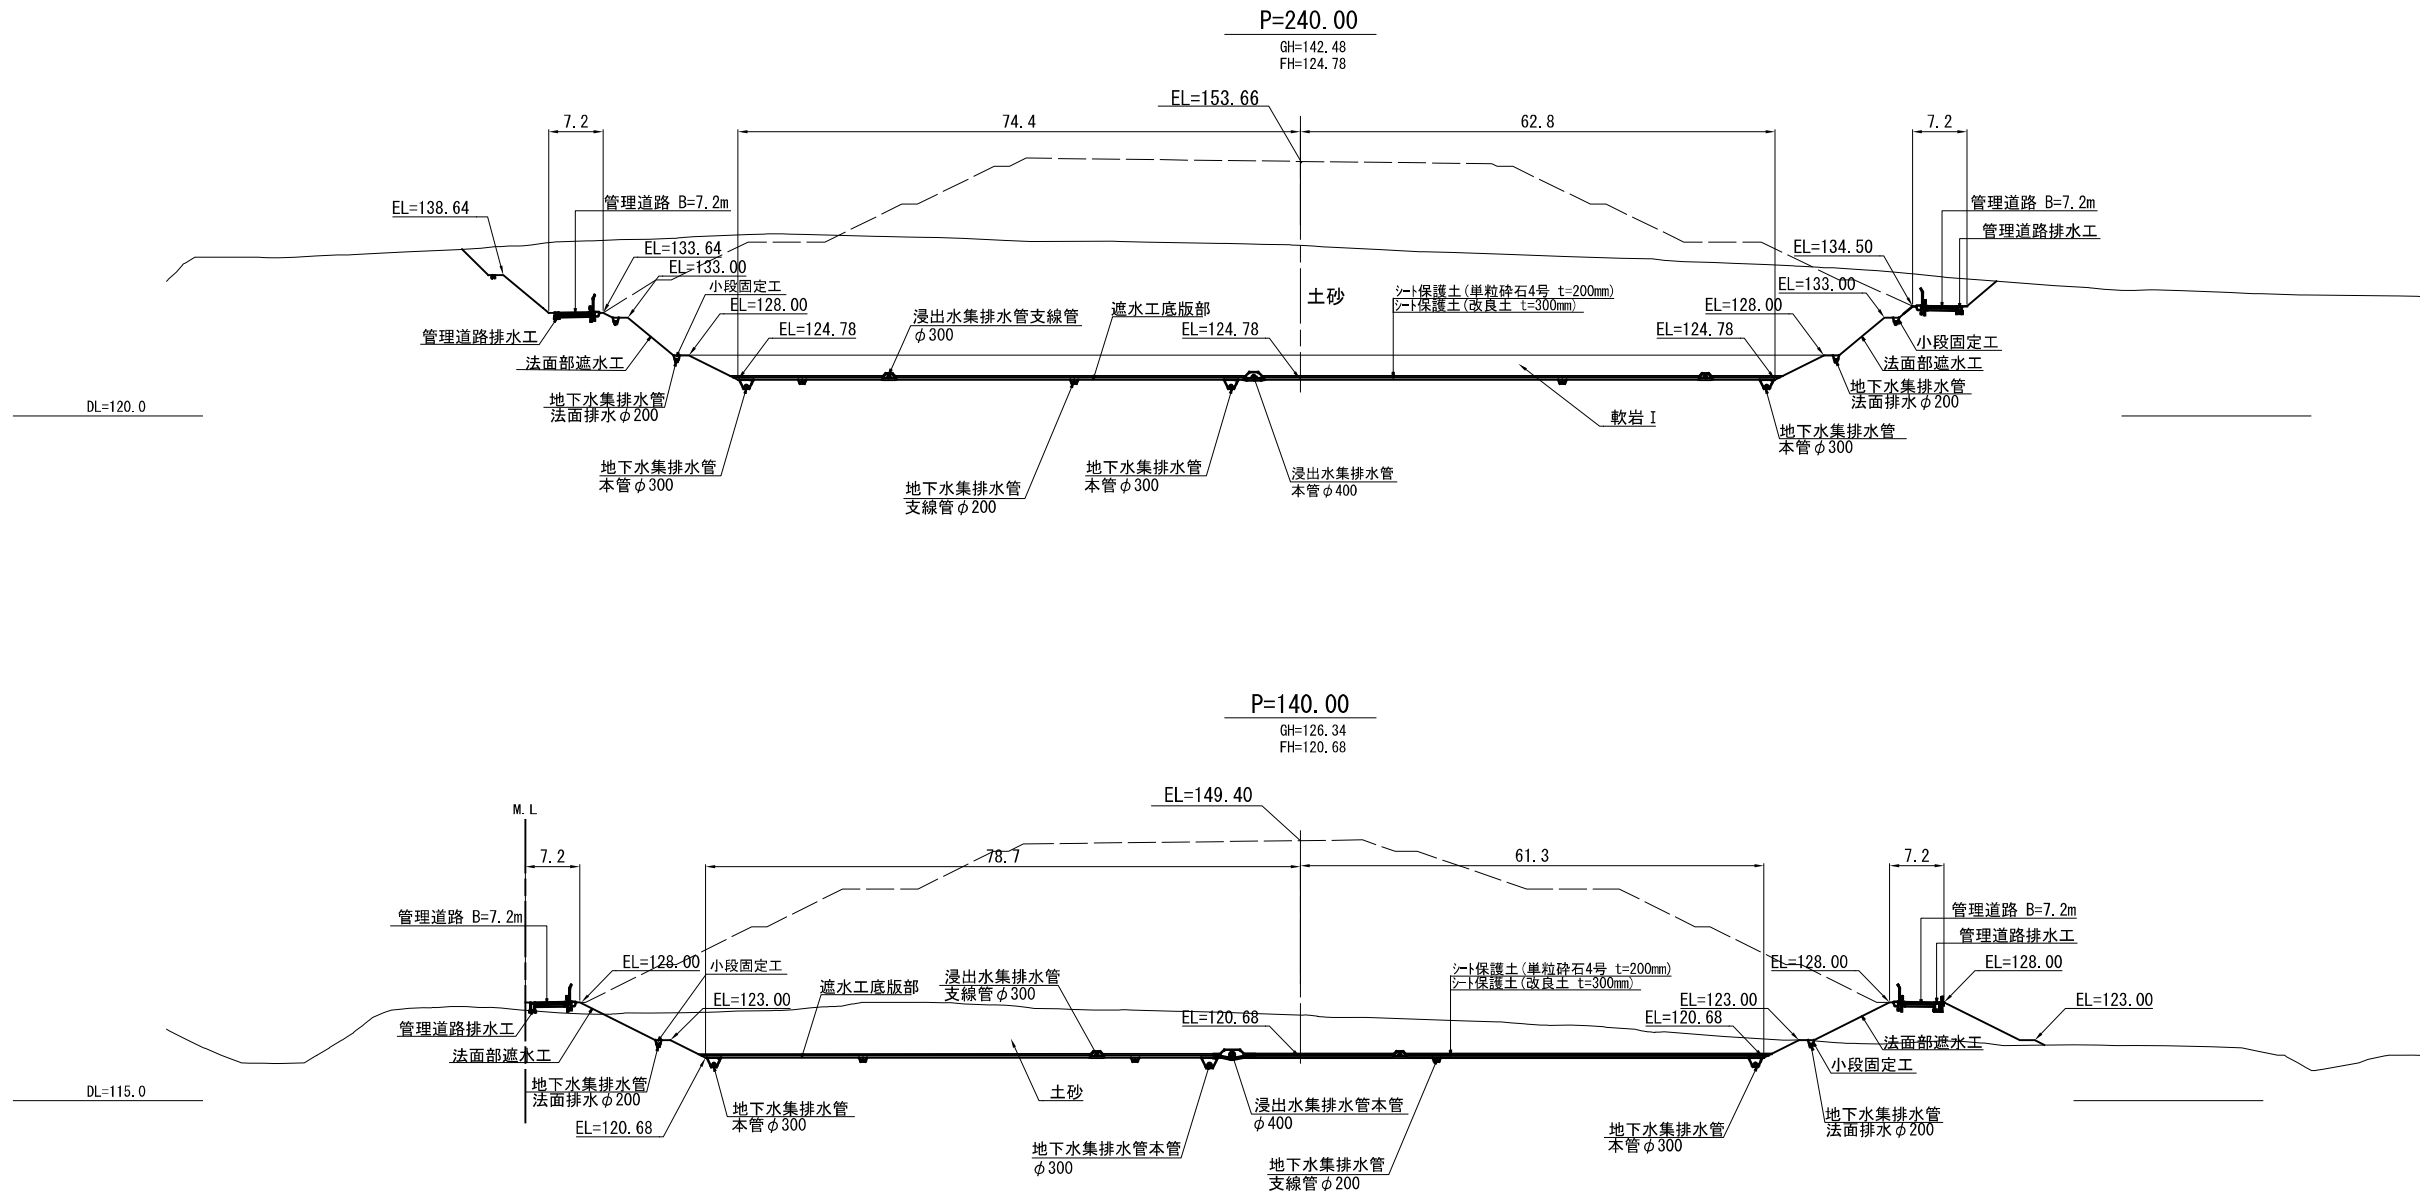 P=240.00
GH=142.48
FH=124.78
EL=153.66
7.2
74.4
62.8
7.2
EL=138.64
管理道路 B=7.2m
管理道路 B=7.2m
管理道路排水工
EL=133.64
EL=134.50
EL=133.00
EL=133.00
小段固定工
EL=128.00
シート保護土(単粒砕石4号 t=200mm)
シート保護土(改良土 t=300mm)
土砂
EL=128.00
浸出水集排水管支線管
φ300
遮水工底版部
EL=124.78
EL=124.78
EL=124.78
管理道路排水工
法面部遮水工
小段固定工
法面部遮水工
地下水集排水管
法面排水φ200
地下水集排水管
法面排水φ200
DL=120.0
軟岩Ⅰ
地下水集排水管
本管φ300
地下水集排水管
本管φ300
地下水集排水管
支線管φ200
地下水集排水管
本管φ300
浸出水集排水管
本管φ400
P=140.00
GH=126.34
FH=120.68
EL=149.40
M.L
7.2
78.7
61.3
7.2
管理道路 B=7.2m
管理道路 B=7.2m
管理道路排水工
EL=128.00
小段固定工
EL=128.00
EL=128.00
シート保護土(単粒砕石4号 t=200mm)
シート保護土(改良土 t=300mm)
浸出水集排水管
支線管φ300
遮水工底版部
EL=123.00
EL=123.00
EL=123.00
EL=120.68
EL=120.68
管理道路排水工
法面部遮水工
法面部遮水工
小段固定工
地下水集排水管
法面排水φ200
DL=115.0
土砂
地下水集排水管
本管φ300
EL=120.68
浸出水集排水管本管
φ400
地下水集排水管
法面排水φ200
地下水集排水管
本管φ300
地下水集排水管本管
φ300
地下水集排水管
支線管φ200